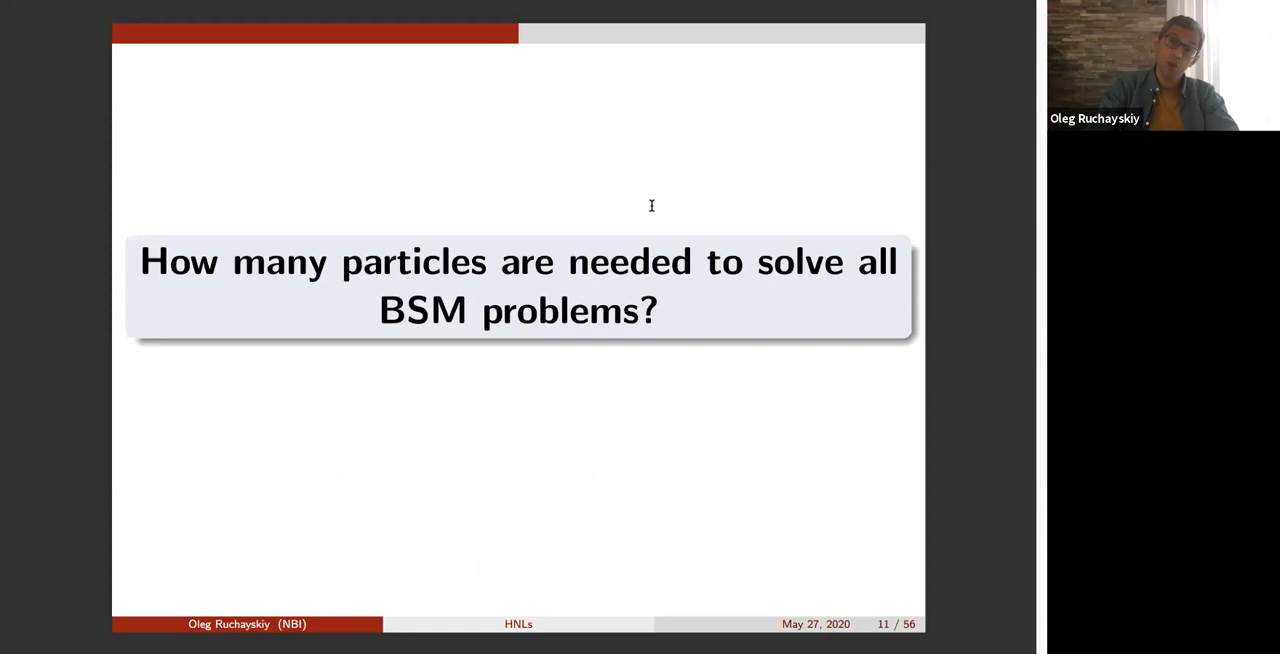 How many particles are needed to solve all
BSM problems?
Oleg Ruchayskiy (NBI) HNLs May 27, 2020 11 / 56
Oleg Ruchayskiy